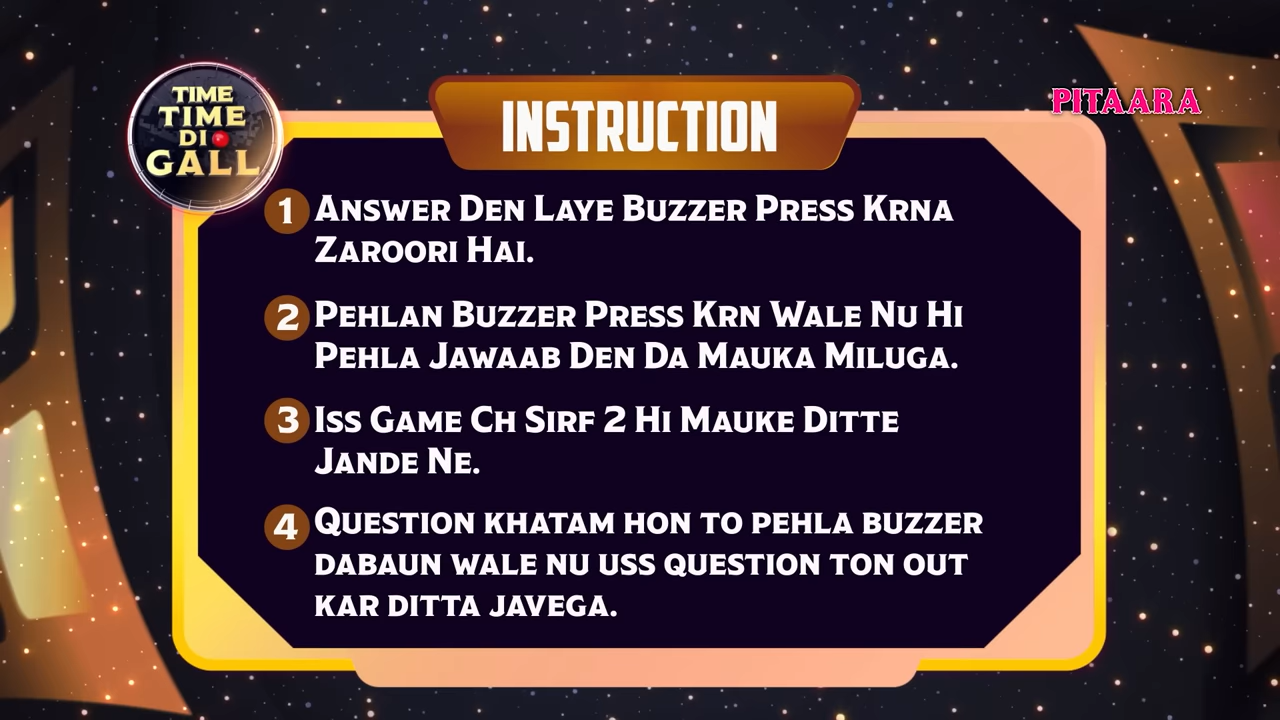 TIME
TIME
DI
GALL
INSTRUCTION
PITAARA
1 Answer Den Laye Buzzer Press Krna
Zaroori Hai.
2 Pehlan Buzzer Press Krn Wale Nu Hi
Pehla Jawaab Den Da Mauka Miluga.
3 Iss Game Ch Sirf 2 Hi Mauke Ditte
Jande Ne.
4 Question khatam hon to pehla buzzer
dabaun wale nu uss question ton out
kar ditta javega.